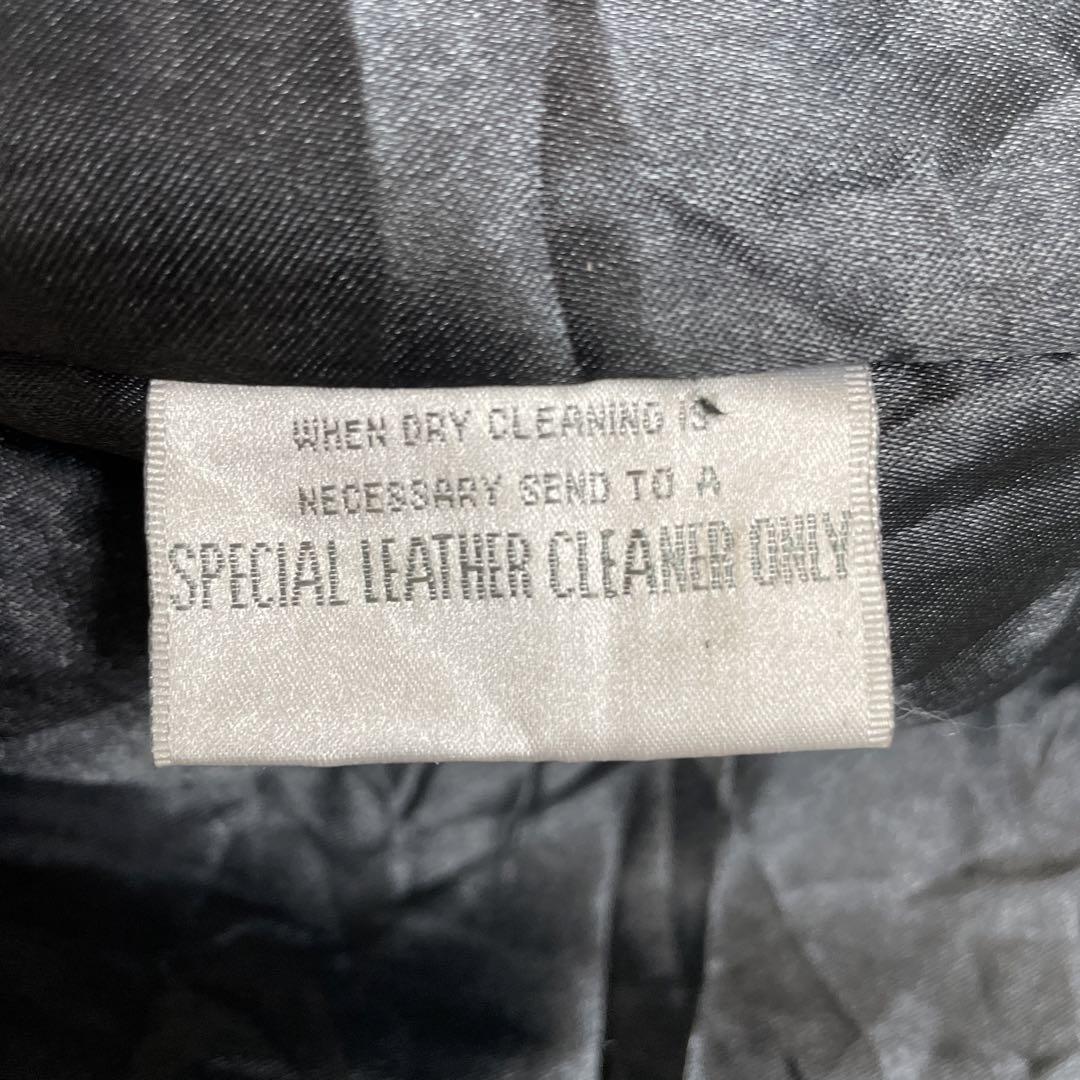 WHEN DRY CLEANING IS
NECESSARY SEND TO A
SPECIAL LEATHER CLEANER ONLY